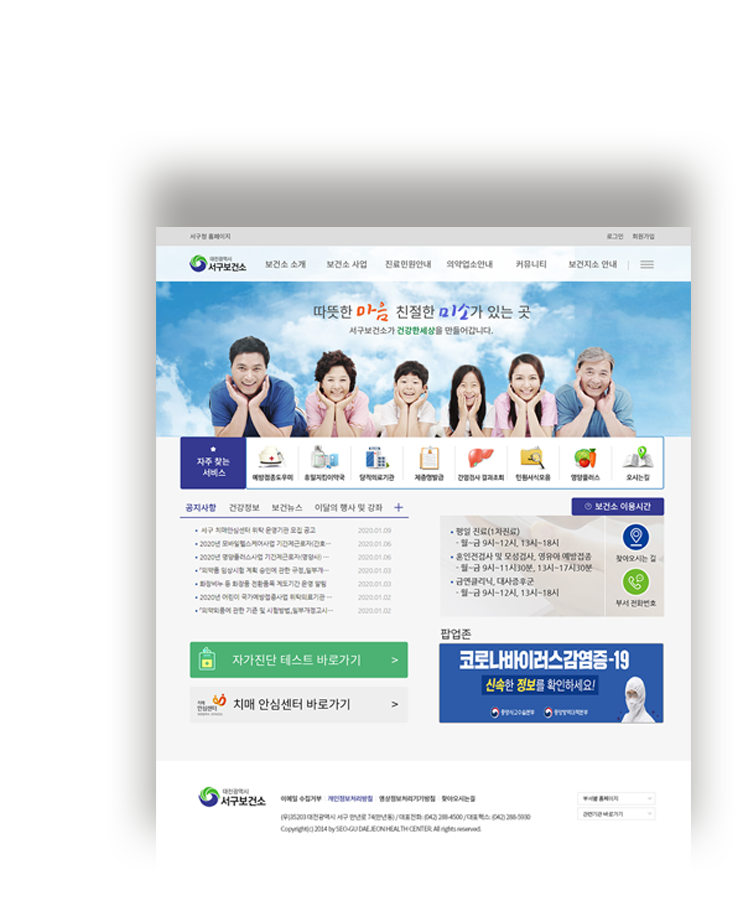 서구청 홈페이지
로그인 회원가입
대전광역시
서구보건소
보건소 소개 보건소 사업 진료민원안내 의약업소안내 커뮤니티 보건지소 안내
따뜻한 마음 친절한 미소가 있는 곳
서구보건소가 건강한세상을 만들어갑니다.
자주 찾는
서비스
예방접종도우미 휴일지킴이약국 당직의료기관 제증명발급 간염검사 결과조회 민원서식모음 영양플러스 오시는길
공지사항 건강정보 보건뉴스 이달의 행사 및 강좌 +
서구 치매안심센터 위탁 운영기관 모집 공고 2020.01.09
2020년 모바일헬스케어사업 기간제근로자(간호… 2020.01.06
2020년 영양플러스사업 기간제근로자(영양사) … 2020.01.06
「의약품 임상시험 계획 승인에 관한 규정」일부개… 2020.01.03
화장비누 등 화장품 전환품목 계도기간 운영 알림 2020.01.03
2020년 어린이 국가예방접종사업 위탁의료기관 … 2020.01.02
「의약외품에 관한 기준 및 시험방법」일부개정고시… 2020.01.02
보건소 이용시간
평일 진료(1차진료)
- 월~금 9시~12시, 13시~18시
혼인전검사 및 모성검사, 영유아 예방접종
- 월~금 9시~11시30분, 13시~17시30분
금연클리닉, 대사증후군
- 월~금 9시~12시, 13시~18시
찾아오시는 길
부서 전화번호
자가진단 테스트 바로가기 >
치매
안심센터
치매 안심센터 바로가기 >
팝업존
코로나바이러스감염증-19
신속한 정보를 확인하세요!
중앙사고수습본부 중앙방역대책본부
대전광역시
서구보건소
이메일 수집거부 개인정보처리방침 영상정보처리기기방침 찾아오시는길
(우)35203 대전광역시 서구 만년로 74(만년동) / 대표전화: (042) 288-4500 / 대표팩스: (042) 288-5930
Copyright(c) 2014 by SEO-GU DAEJEON HEALTH CENTER. All rights reserved.
부서별 홈페이지
관련기관 바로가기